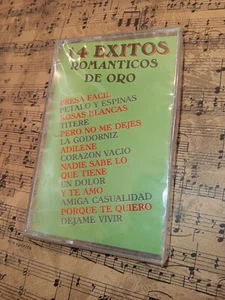 14 EXITOS
ROMANTICOS
DE ORO
PRESA FACIL
PETALO Y ESPINAS
ROSAS BLANCAS
TITERE
PERO NO ME DEJES
LA GODORNIZ
ADILENE
CORAZON VACIO
NADIE SABE LO
QUE TIENE
UN DOLOR
Y TE AMO
AMIGA CASUALIDAD
PORQUE TE QUIERO
DEJAME VIVIR